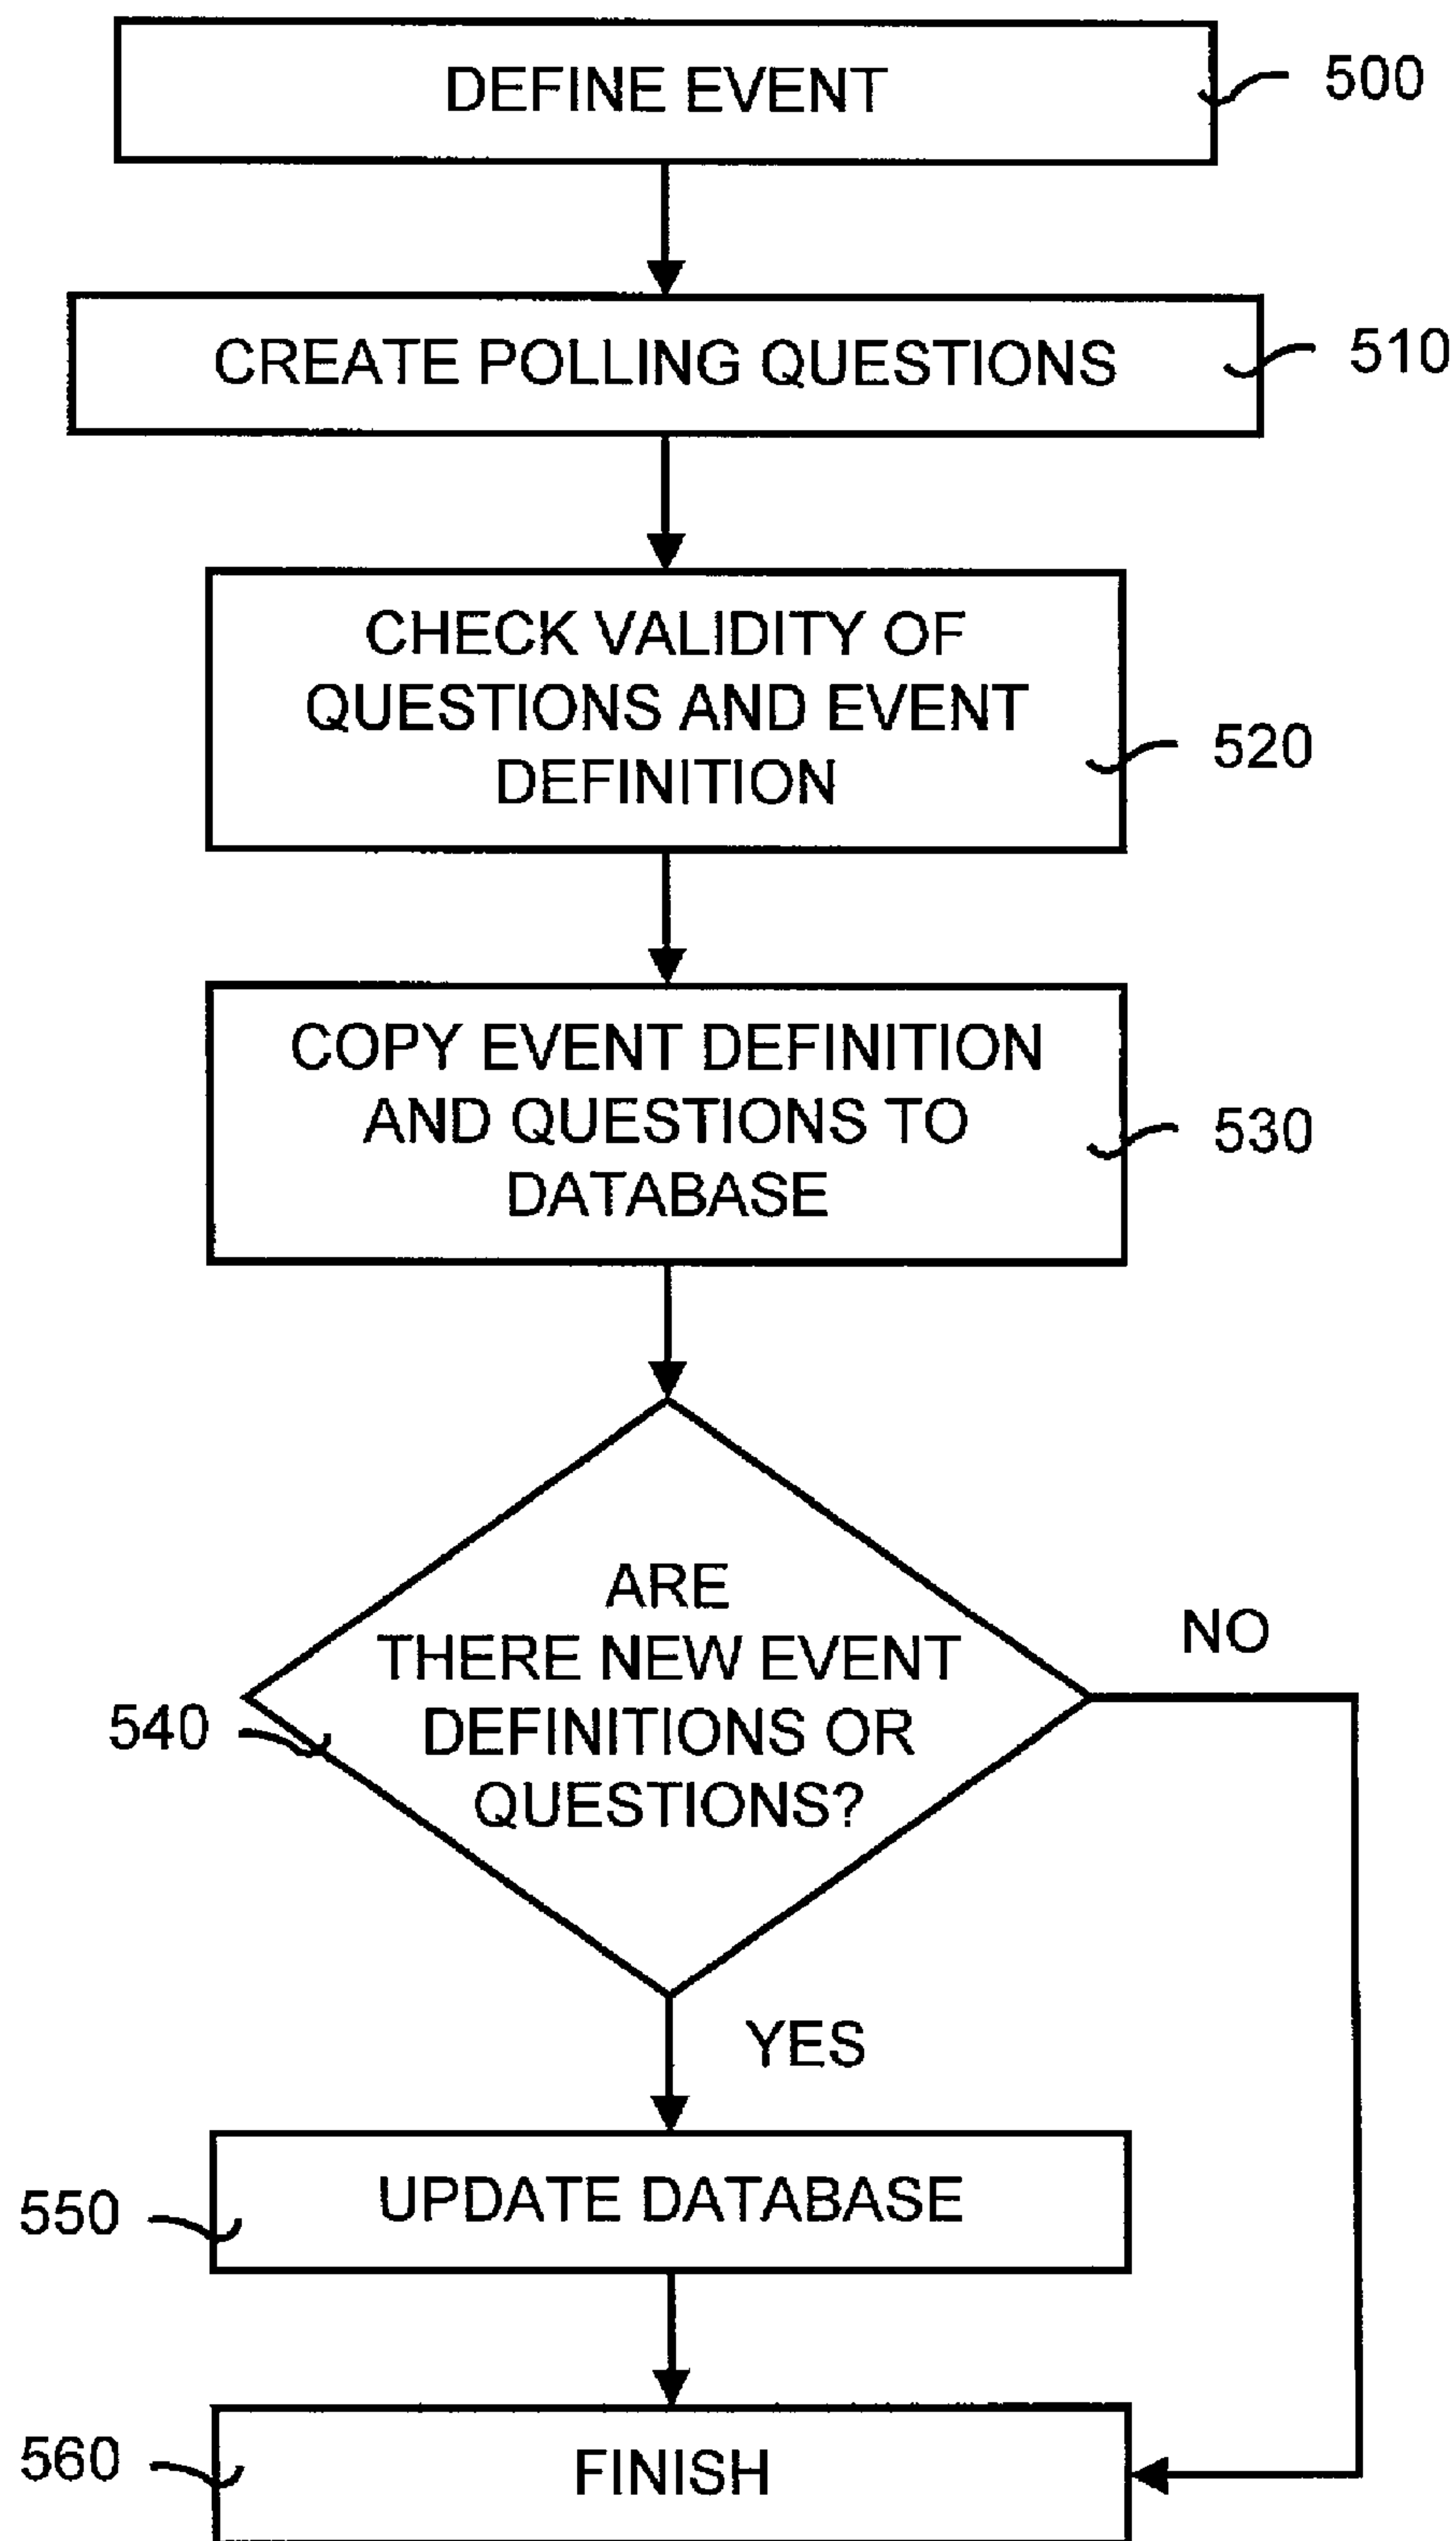 DEFINE EVENT
500
CREATE POLLING QUESTIONS
510
CHECK VALIDITY OF
QUESTIONS AND EVENT
DEFINITION
520
COPY EVENT DEFINITION
AND QUESTIONS TO
DATABASE
530
ARE
THERE NEW EVENT
DEFINITIONS OR
QUESTIONS?
540
NO
YES
UPDATE DATABASE
550
FINISH
560